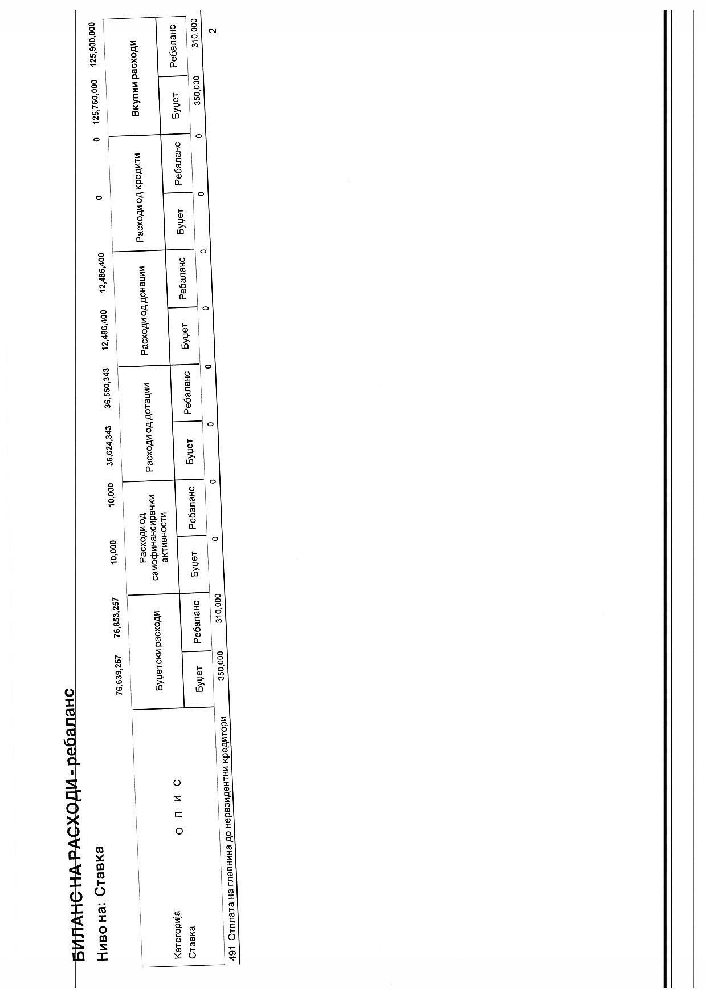 БИЛАНС НА РАСХОДИ - ребаланс
Ниво на: Ставка
76,639,257 76,853,257 10,000 10,000 36,624,343 36,550,343 12,486,400 12,486,400 0 0 125,760,000 125,900,000
Категорија
Ставка
О П И С
Буџетски расходи
Расходи од
самофинансирачки
активности
Расходи од дотации
Расходи од донации
Расходи од кредити
Вкупни расходи
Буџет Ребаланс Буџет Ребаланс Буџет Ребаланс Буџет Ребаланс Буџет Ребаланс Буџет Ребаланс
491 Отплата на главнина до нерезидентни кредитори 350,000 310,000 0 0 0 0 0 0 0 0 350,000 310,000
2